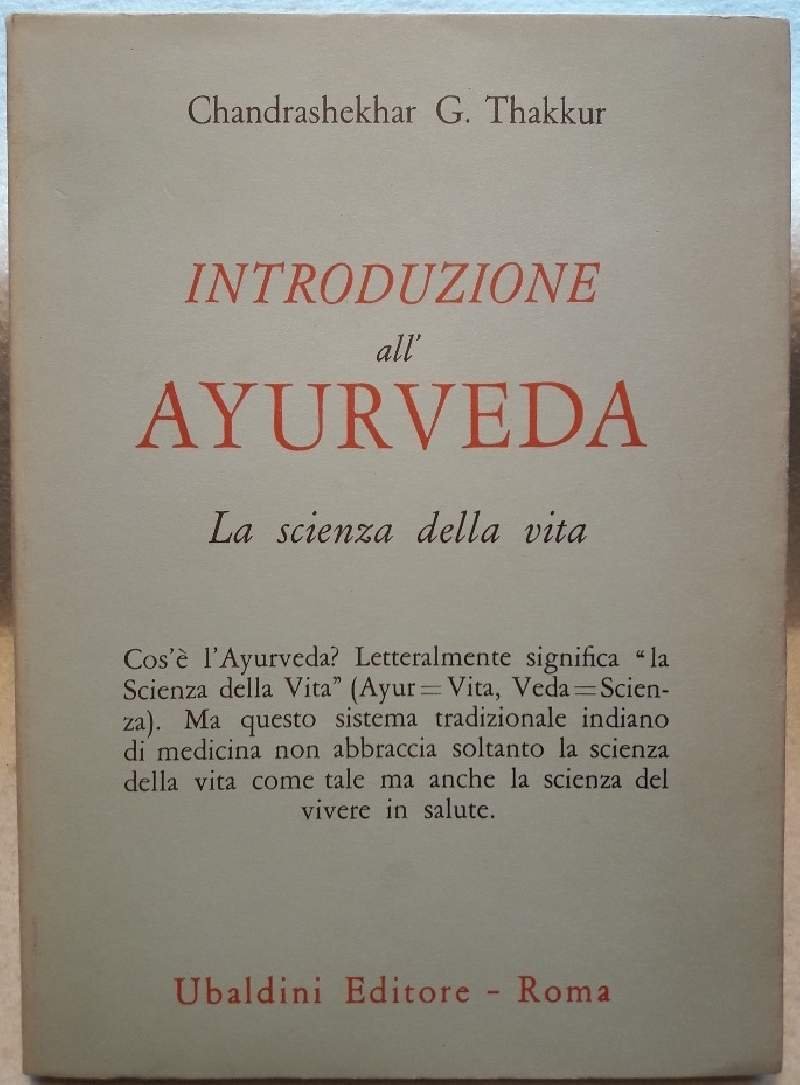 Chandrashekhar G. Thakkur
INTRODUZIONE
all'
AYURVEDA
La scienza della vita
Cos'è l'Ayurveda? Letteralmente significa “la
Scienza della Vita” (Ayur=Vita, Veda=Scien-
za). Ma questo sistema tradizionale indiano
di medicina non abbraccia soltanto la scienza
della vita come tale ma anche la scienza del
vivere in salute.
Ubaldini Editore - Roma